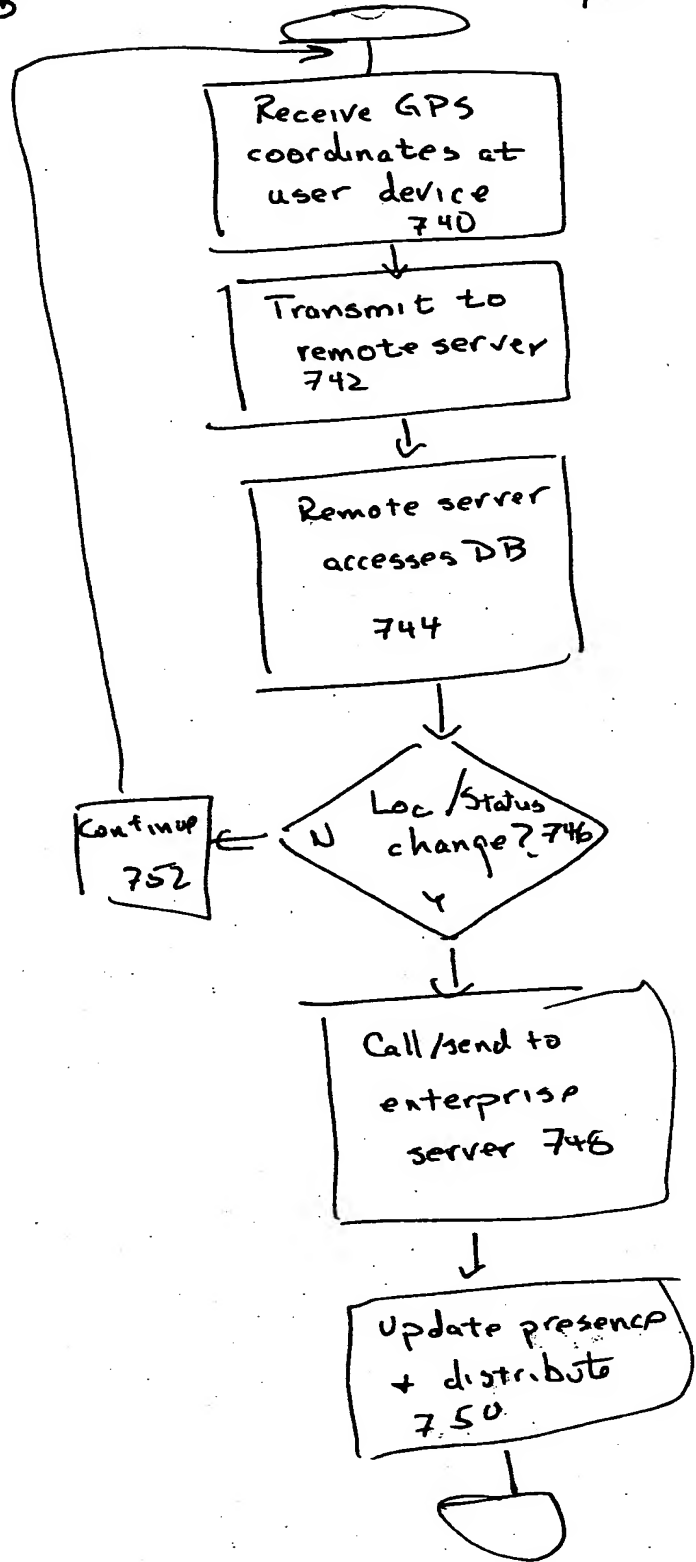 Receive GPS
coordinates at
user device
740
Transmit to
remote server
742
Remote server
accesses DB
744
Loc/Status
change? 746
N
Y
Continue
752
Call/send to
enterprise
server 748
Update presence
+ distribute
750